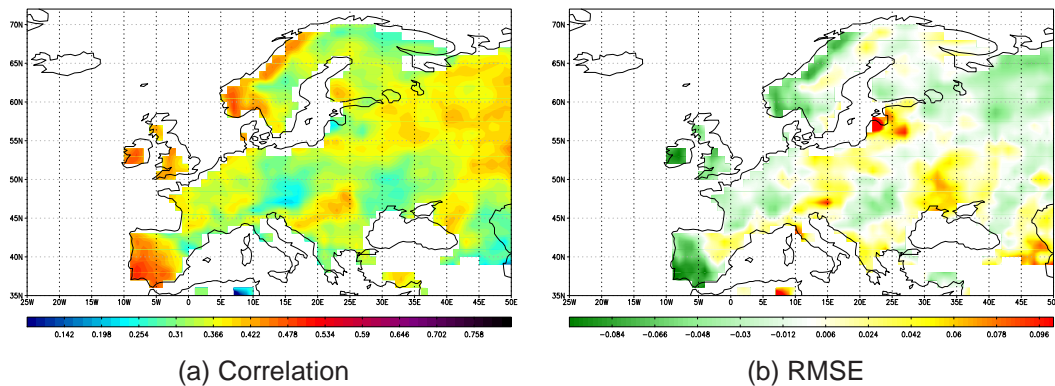 70N
65N
60N
55N
50N
45N
40N
35N
25W 20W 15W 10W 5W 0 5E 10E 15E 20E 25E 30E 35E 40E 45E 50E
0.142 0.198 0.254 0.31 0.366 0.422 0.478 0.534 0.59 0.646 0.702 0.758
(a) Correlation
70N
65N
60N
55N
50N
45N
40N
35N
25W 20W 15W 10W 5W 0 5E 10E 15E 20E 25E 30E 35E 40E 45E 50E
−0.084 −0.066 −0.048 −0.03 −0.012 0.006 0.024 0.042 0.06 0.078 0.096
(b) RMSE